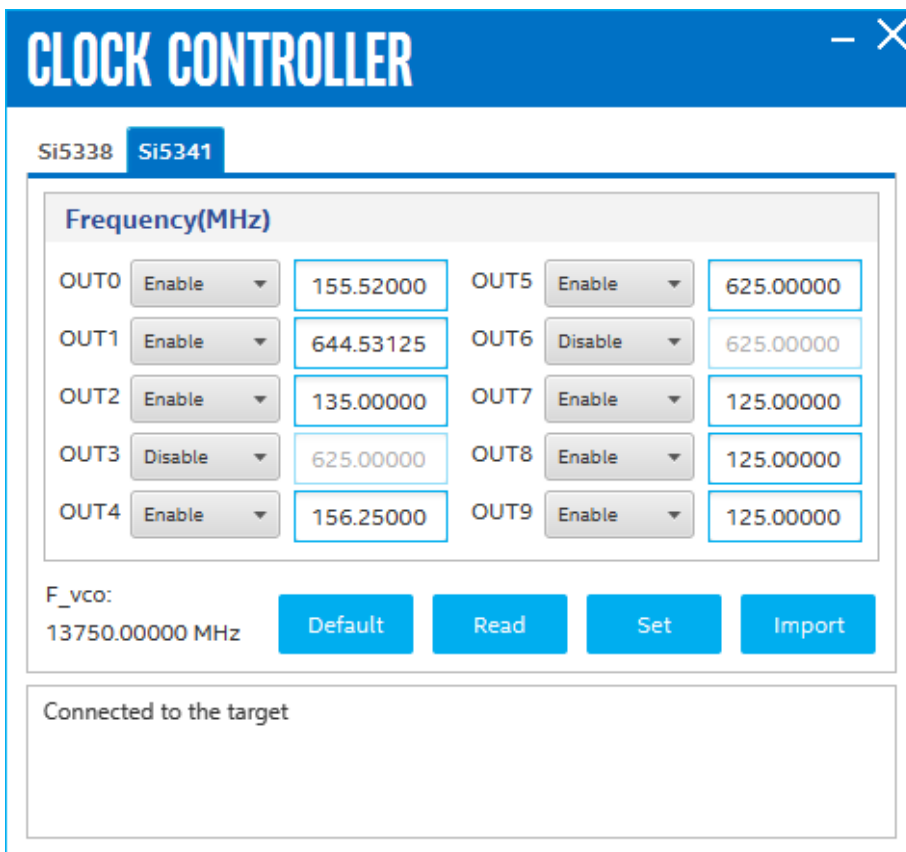 CLOCK CONTROLLER
Si5338 Si5341
Frequency(MHz)
OUT0 Enable 155.52000 OUT5 Enable 625.00000
OUT1 Enable 644.53125 OUT6 Disable 625.00000
OUT2 Enable 135.00000 OUT7 Enable 125.00000
OUT3 Disable 625.00000 OUT8 Enable 125.00000
OUT4 Enable 156.25000 OUT9 Enable 125.00000
F_vco:
13750.00000 MHz Default Read Set Import
Connected to the target